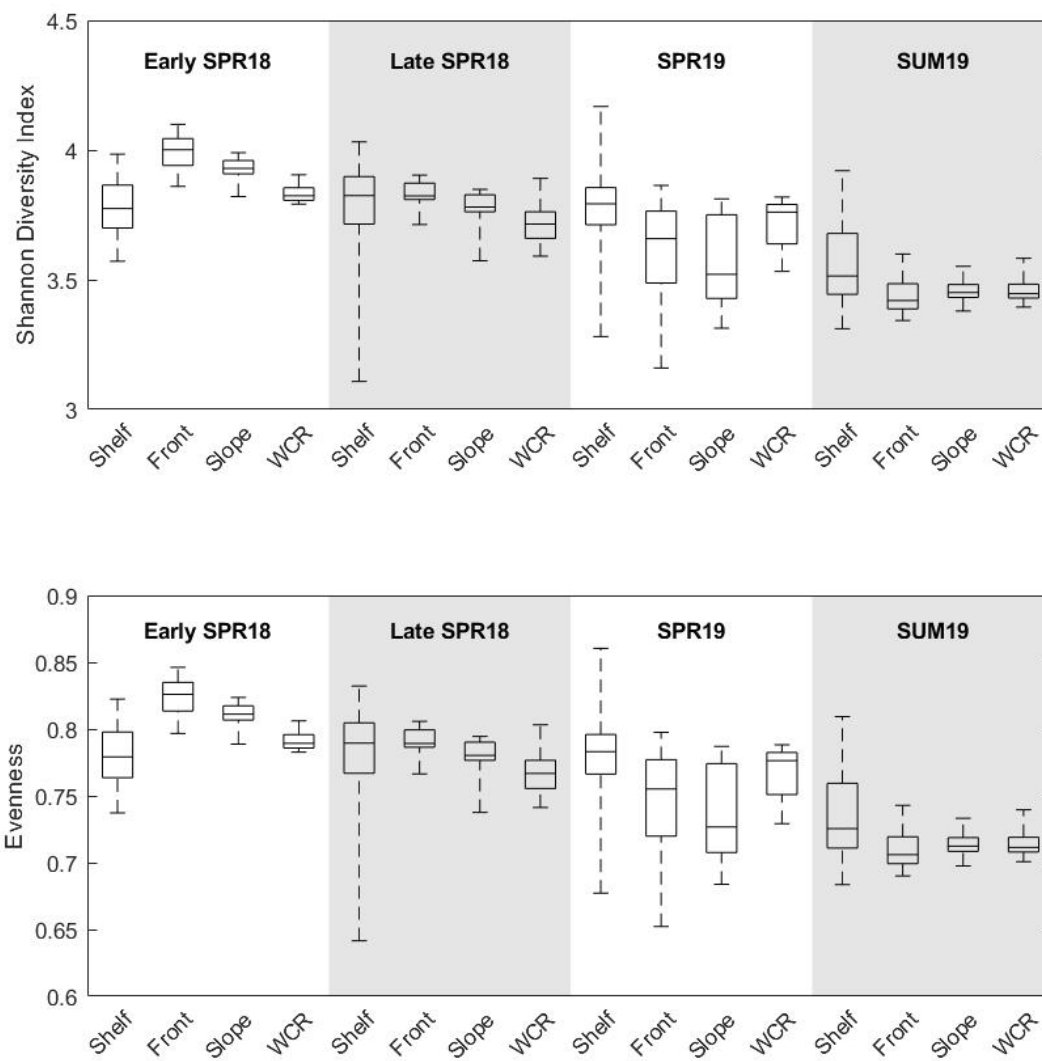 4.5
Early SPR18 Late SPR18 SPR19 SUM19
4
Shannon Diversity Index
3.5
3
Shelf Front Slope WCR Shelf Front Slope WCR Shelf Front Slope WCR Shelf Front Slope WCR
0.9
Early SPR18 Late SPR18 SPR19 SUM19
0.85
0.8
Evenness
0.75
0.7
0.65
0.6
Shelf Front Slope WCR Shelf Front Slope WCR Shelf Front Slope WCR Shelf Front Slope WCR